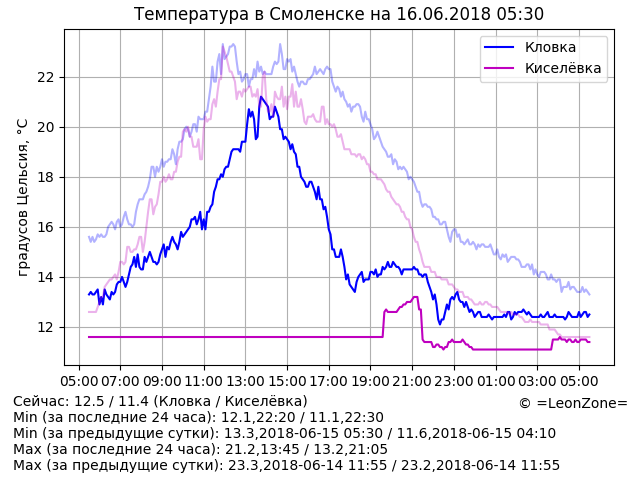 Температура в Смоленске на 16.06.2018 05:30
Кловка
Киселёвка
градусов Цельсия, °C
22
20
18
16
14
12
05:00 07:00 09:00 11:00 13:00 15:00 17:00 19:00 21:00 23:00 01:00 03:00 05:00
Сейчас: 12.5 / 11.4 (Кловка / Киселёвка)
© =LeonZone=
Min (за последние 24 часа): 12.1,22:20 / 11.1,22:30
Min (за предыдущие сутки): 13.3,2018-06-15 05:30 / 11.6,2018-06-15 04:10
Max (за последние 24 часа): 21.2,13:45 / 13.2,21:05
Max (за предыдущие сутки): 23.3,2018-06-14 11:55 / 23.2,2018-06-14 11:55